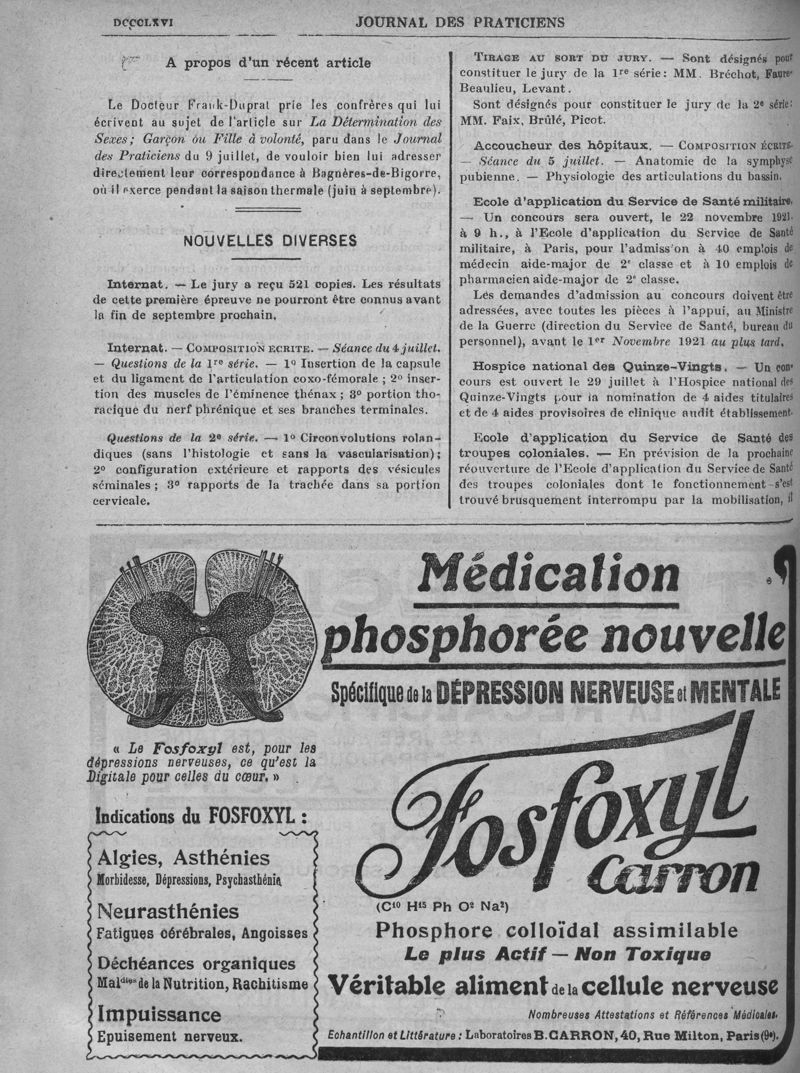 DCCCLXVI
JOURNAL DES PRATICIENS
A propos d'un récent article
Le Docteur Frank-Duprat prie les confrères qui lui
écrivent au sujet de l'article sur La Détermination des
Sexes; Garçon ou Fille à volonté, paru dans le Journal
des Praticiens du 9 juillet, de vouloir bien lui adresser
directement leur correspondance à Bagnères-de-Bigorre,
où il exerce pendant la saison thermale (juin à septembre).
NOUVELLES DIVERSES
Internat. — Le jury a reçu 521 copies. Les résultats
de cette première épreuve ne pourront être connus avant
la fin de septembre prochain.
Internat. — COMPOSITION ECRITE. — Séance du 4 juillet.
— Questions de la 1re série. — 1º Insertion de la capsule
et du ligament de l'articulation coxo-fémorale; 2º inser-
tion des muscles de l'éminence thénax; 3º portion tho-
racique du nerf phrénique et ses branches terminales.
Questions de la 2e série. — 1º Circonvolutions rolan-
diques (sans l'histologie et sans la vascularisation);
2º configuration extérieure et rapports des vésicules
séminales; 3º rapports de la trachée dans sa portion
cervicale.
TIRAGE AU SORT DU JURY. — Sont désignés pour
constituer le jury de la 1re série: MM. Bréchot, Faure-
Beaulieu, Levant.
Sont désignés pour constituer le jury de la 2e série:
MM. Faix, Brûlé, Picot.
Accoucheur des hôpitaux. — COMPOSITION ÉCRITE.
— Séance du 5 juillet. — Anatomie de la symphyse
pubienne. — Physiologie des articulations du bassin.
Ecole d'application du Service de Santé militaire.
— Un concours sera ouvert, le 22 novembre 1921
à 9 h., à l'Ecole d'application du Service de Santé
militaire, à Paris, pour l'admiss'on à 40 emplois de
médecin aide-major de 2e classe et à 10 emplois de
pharmacien aide-major de 2e classe.
Les demandes d'admission au concours doivent être
adressées, avec toutes les pièces à l'appui, au Ministre
de la Guerre (direction du Service de Santé, bureau du
personnel), avant le 1er Novembre 1921 au plus tard.
Hospice national des Quinze-Vingts. — Un con-
cours est ouvert le 29 juillet à l'Hospice national des
Quinze-Vingts pour la nomination de 4 aides titulaires
et de 4 aides provisoires de clinique audit établissement.
Ecole d'application du Service de Santé des
troupes coloniales. — En prévision de la prochaine
réouverture de l'Ecole d'application du Service de Santé
des troupes coloniales dont le fonctionnement s'est
trouvé brusquement interrompu par la mobilisation, il
Médication
phosphorée nouvelle
Spécifique de la DÉPRESSION NERVEUSE et MENTALE
« Le Fosfoxyl est, pour les
dépressions nerveuses, ce qu'est la
Digitale pour celles du cœur. »
Indications du FOSFOXYL :
Algies, Asthénies
Morbidesse, Dépressions, Psychasthénie
Neurasthénies
Fatigues cérébrales, Angoisses
Déchéances organiques
Maldies de la Nutrition, Rachitisme
Impuissance
Epuisement nerveux.
Fosfoxyl
Carron
(C10 H15 Ph O2 Na2)
Phosphore colloïdal assimilable
Le plus Actif — Non Toxique
Véritable aliment de la cellule nerveuse
Nombreuses Attestations et Références Médicales.
Echantillon et Littérature : Laboratoires B. CARRON, 40, Rue Milton, Paris (9e).